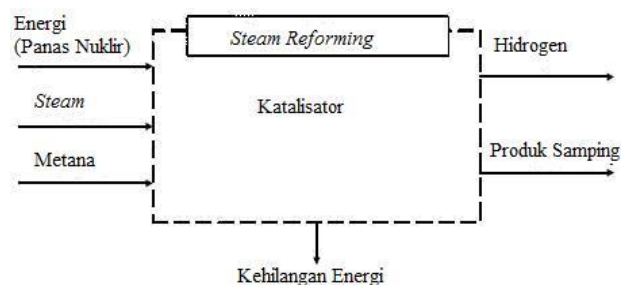 Energi
(Panas Nuklir)
Steam Reforming
Hidrogen
Steam
Katalisator
Metana
Produk Samping
Kehilangan Energi